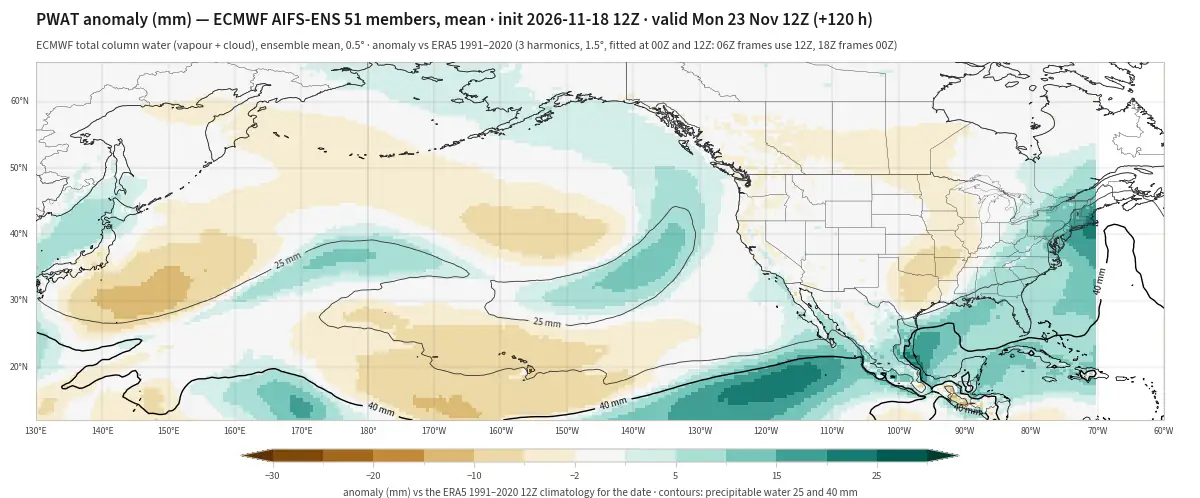 PWAT anomaly (mm) — ECMWF AIFS-ENS 51 members, mean · init 2026-11-18 12Z · valid Mon 23 Nov 12Z (+120 h)
ECMWF total column water (vapour + cloud), ensemble mean, 0.5° · anomaly vs ERA5 1991–2020 (3 harmonics, 1.5°, fitted at 00Z and 12Z: 06Z frames use 12Z, 18Z frames 00Z)
60°N
50°N
40°N
30°N
20°N
25 mm
25 mm
40 mm
40 mm
40 mm
40 mm
130°E 140°E 150°E 160°E 170°E 180° 170°W 160°W 150°W 140°W 130°W 120°W 110°W 100°W 90°W 80°W 70°W 60°W
−30 −20 −10 −2 5 15 25
anomaly (mm) vs the ERA5 1991–2020 12Z climatology for the date · contours: precipitable water 25 and 40 mm